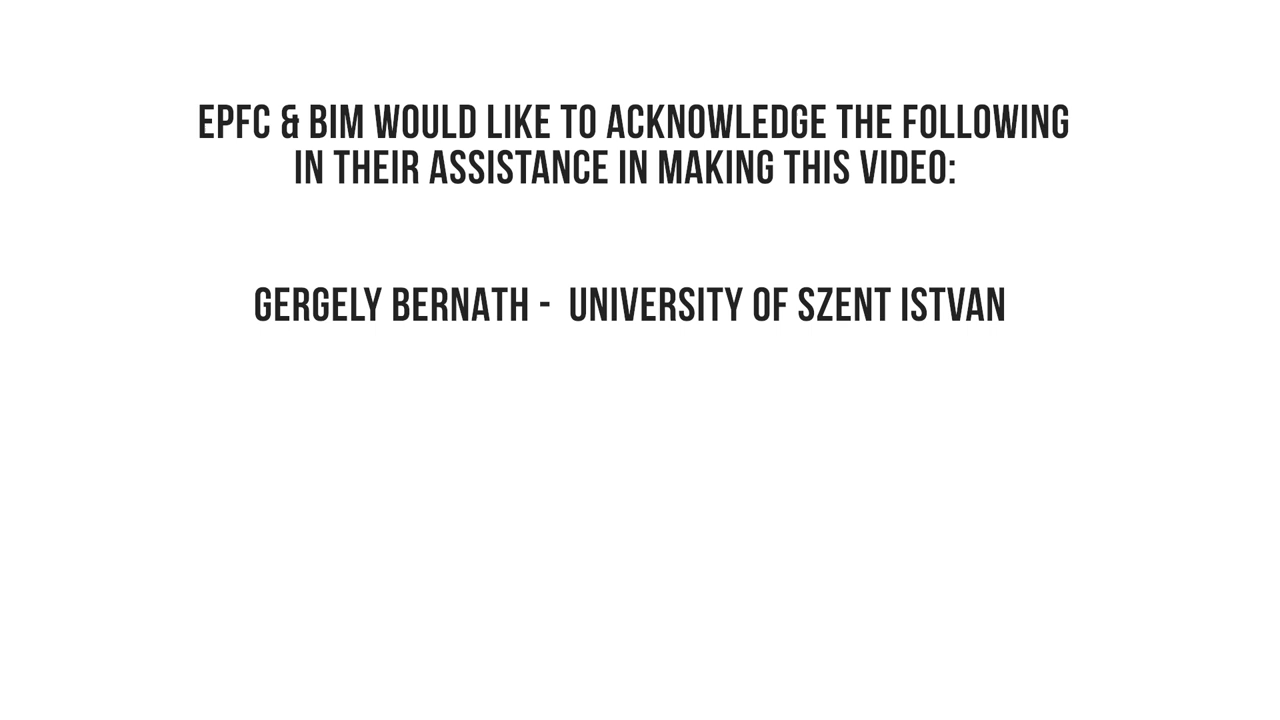 EPFC & BIM WOULD LIKE TO ACKNOWLEDGE THE FOLLOWING
IN THEIR ASSISTANCE IN MAKING THIS VIDEO:
GERGELY BERNATH - UNIVERSITY OF SZENT ISTVAN